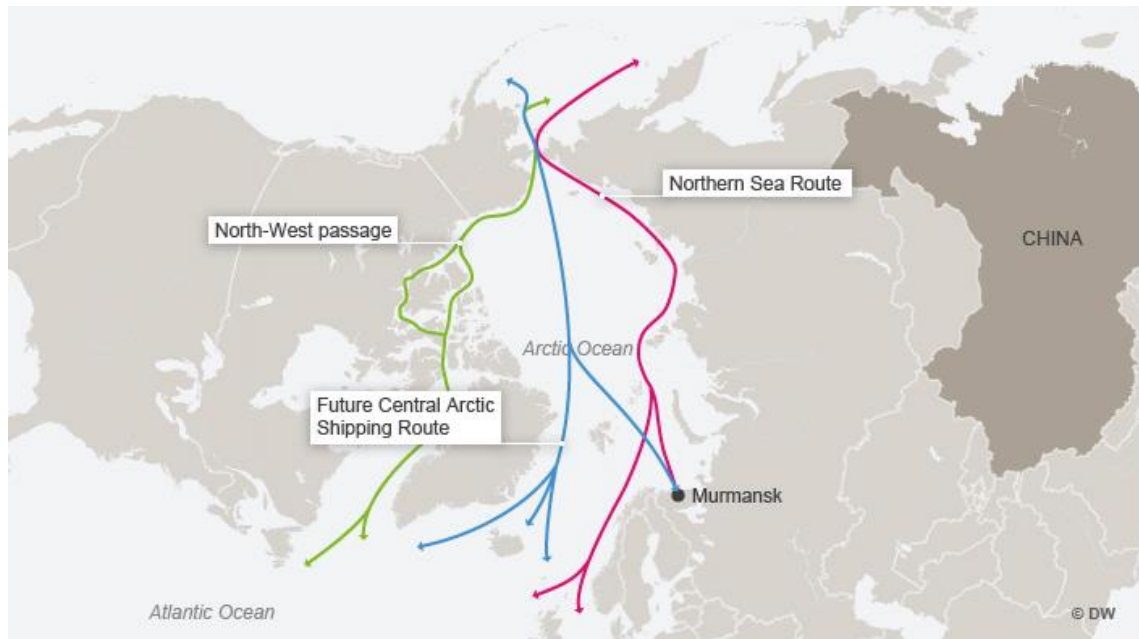 Northern Sea Route
North-West passage
CHINA
Arctic Ocean
Future Central Arctic
Shipping Route
Murmansk
Atlantic Ocean
© DW